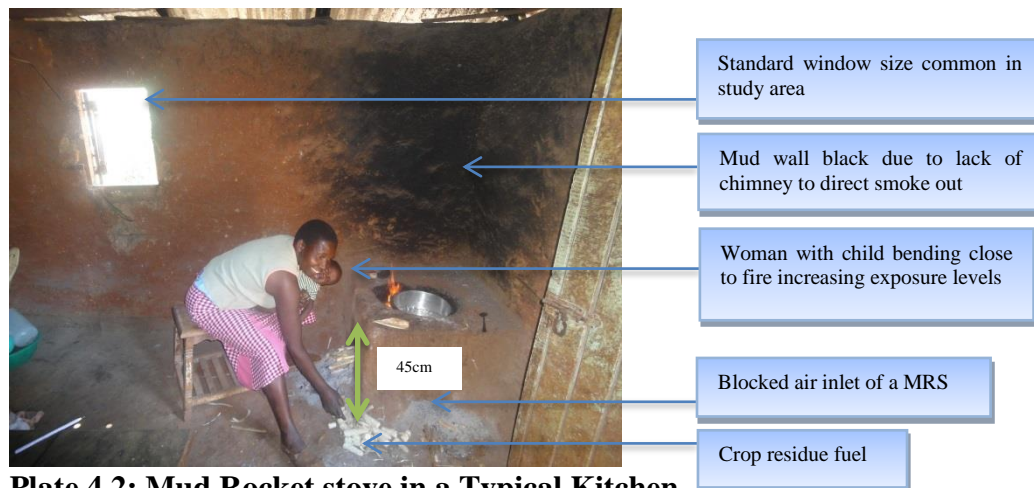 Standard window size common in
study area
Mud wall black due to lack of
chimney to direct smoke out
Woman with child bending close
to fire increasing exposure levels
45cm
Blocked air inlet of a MRS
Crop residue fuel
Plate 4.2: Mud Rocket stove in a Typical Kitchen